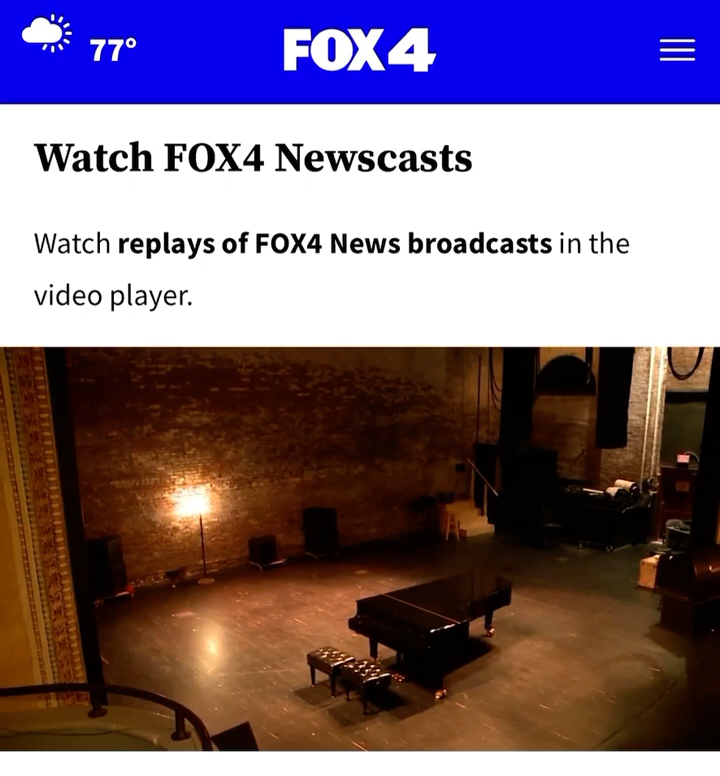 77°
FOX4
Watch FOX4 Newscasts
Watch replays of FOX4 News broadcasts in the
video player.